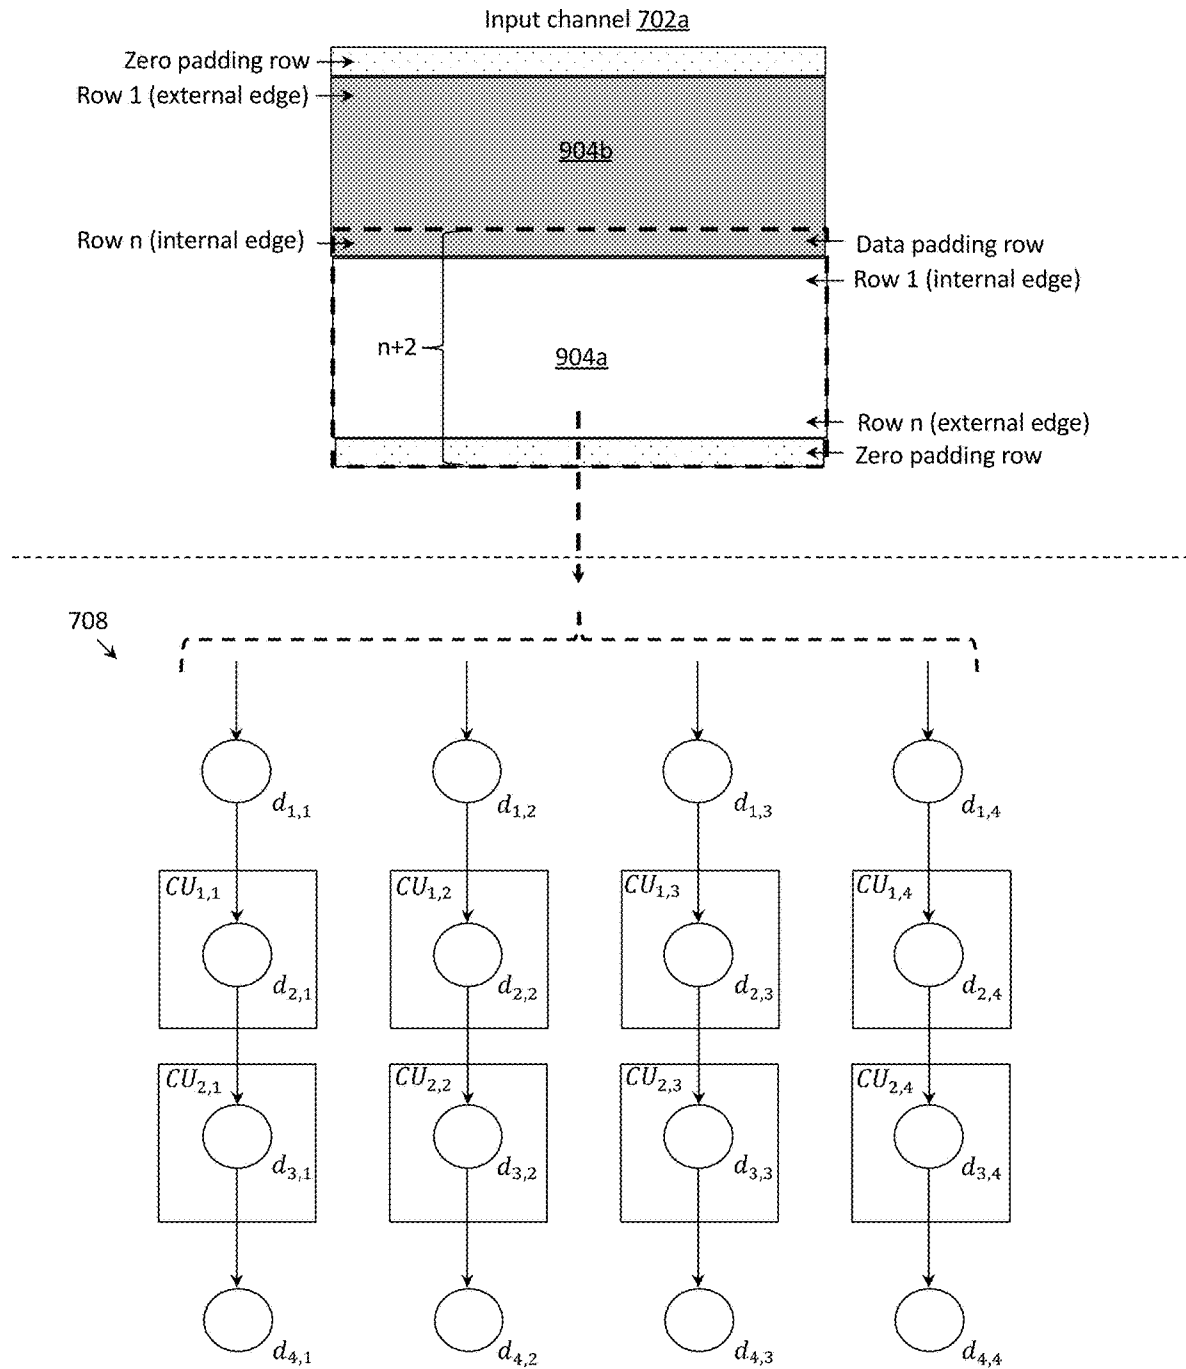 Input channel 702a
Zero padding row
Row 1 (external edge)
904b
Row n (internal edge)
Data padding row
Row 1 (internal edge)
n+2
904a
Row n (external edge)
Zero padding row
708
d1,1 d1,2 d1,3 d1,4
CU1,1 CU1,2 CU1,3 CU1,4
d2,1 d2,2 d2,3 d2,4
CU2,1 CU2,2 CU2,3 CU2,4
d3,1 d3,2 d3,3 d3,4
d4,1 d4,2 d4,3 d4,4